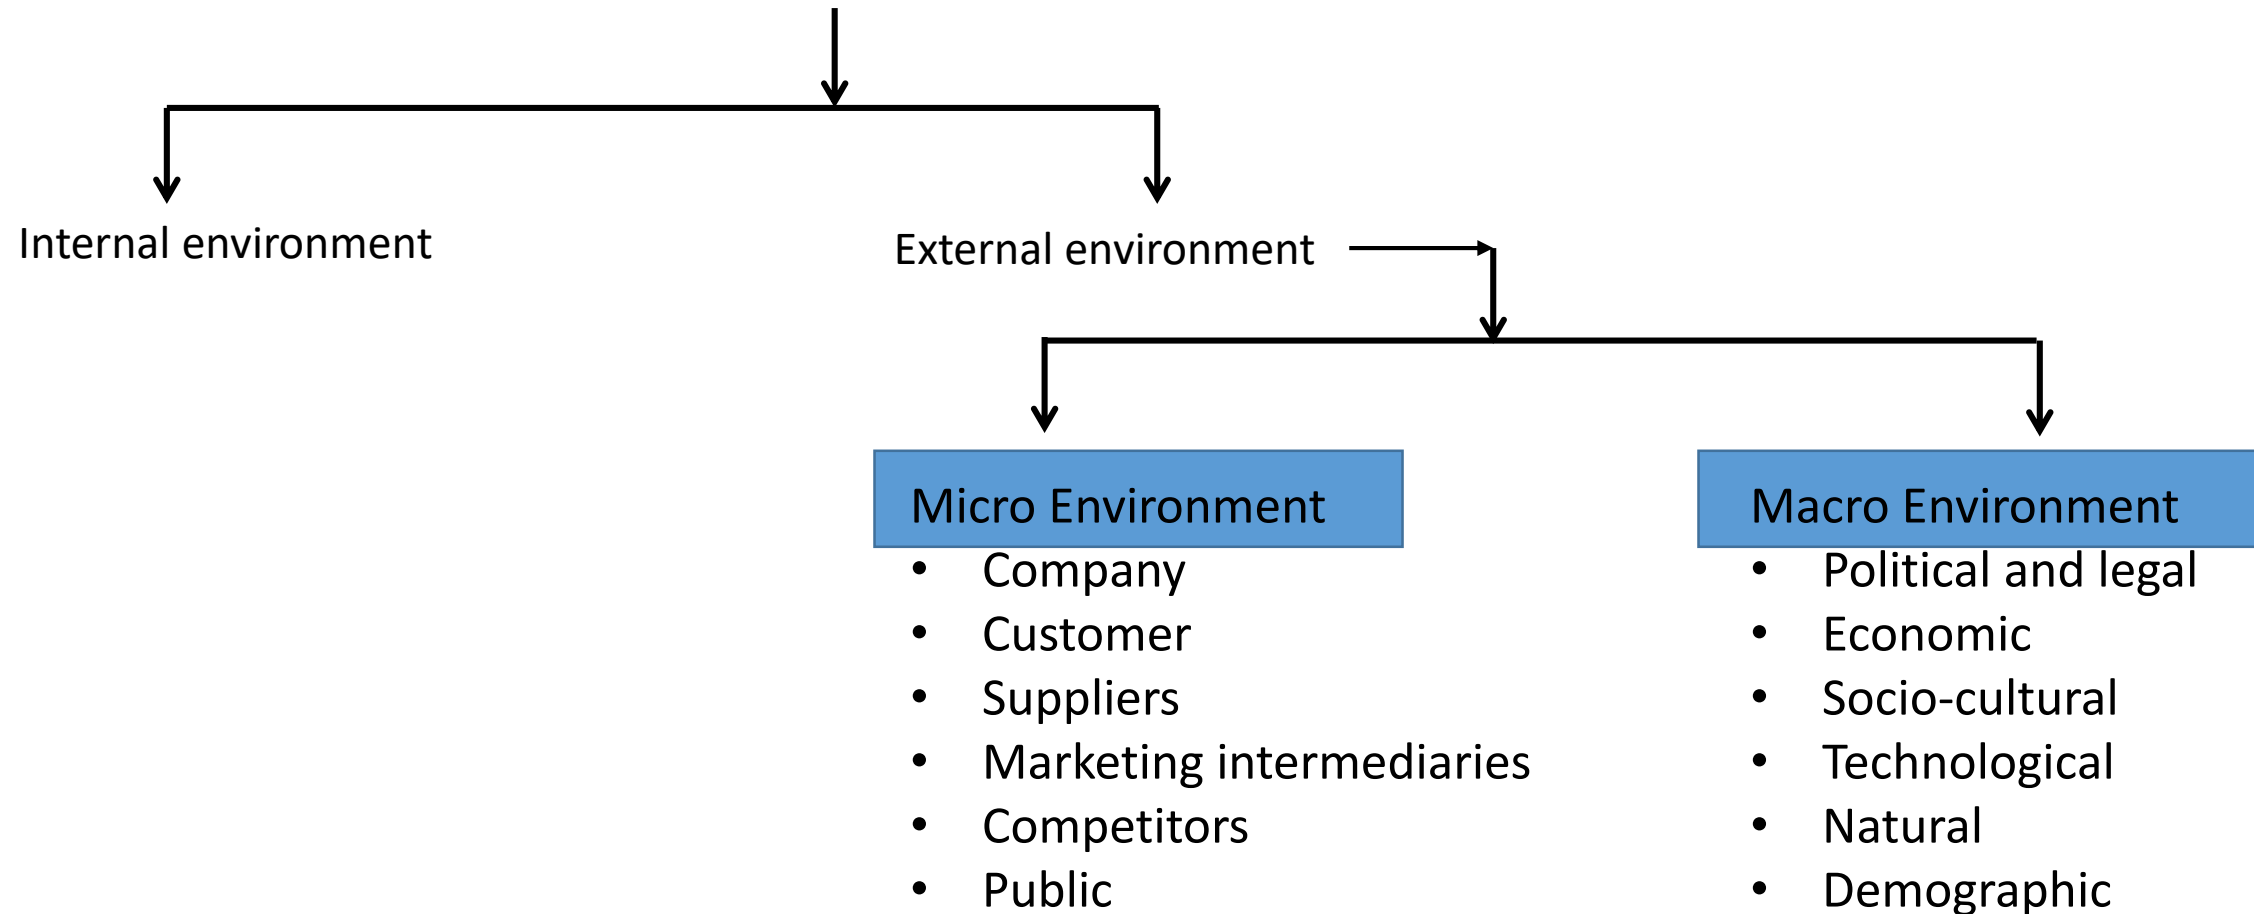 Internal environment
External environment
Micro Environment
• Company
• Customer
• Suppliers
• Marketing intermediaries
• Competitors
• Public
Macro Environment
• Political and legal
• Economic
• Socio-cultural
• Technological
• Natural
• Demographic